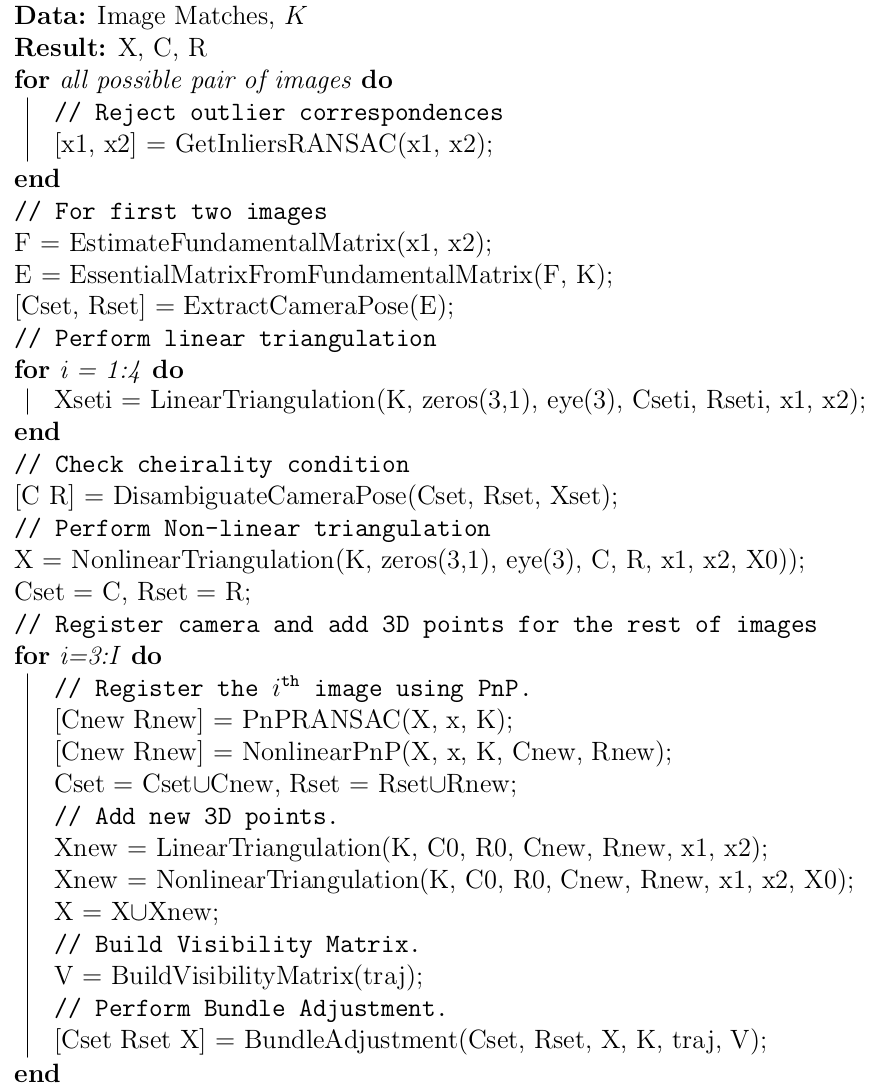 Data: Image Matches, K
Result: X, C, R
for all possible pair of images do
// Reject outlier correspondences
[x1, x2] = GetInliersRANSAC(x1, x2);
end
// For first two images
F = EstimateFundamentalMatrix(x1, x2);
E = EssentialMatrixFromFundamentalMatrix(F, K);
[Cset, Rset] = ExtractCameraPose(E);
// Perform linear triangulation
for i = 1:4 do
Xseti = LinearTriangulation(K, zeros(3,1), eye(3), Cseti, Rseti, x1, x2);
end
// Check cheirality condition
[C R] = DisambiguateCameraPose(Cset, Rset, Xset);
// Perform Non-linear triangulation
X = NonlinearTriangulation(K, zeros(3,1), eye(3), C, R, x1, x2, X0));
Cset = C, Rset = R;
// Register camera and add 3D points for the rest of images
for i=3:I do
// Register the i^th image using PnP.
[Cnew Rnew] = PnPRANSAC(X, x, K);
[Cnew Rnew] = NonlinearPnP(X, x, K, Cnew, Rnew);
Cset = Cset∪Cnew, Rset = Rset∪Rnew;
// Add new 3D points.
Xnew = LinearTriangulation(K, C0, R0, Cnew, Rnew, x1, x2);
Xnew = NonlinearTriangulation(K, C0, R0, Cnew, Rnew, x1, x2, X0);
X = X∪Xnew;
// Build Visibility Matrix.
V = BuildVisibilityMatrix(traj);
// Perform Bundle Adjustment.
[Cset Rset X] = BundleAdjustment(Cset, Rset, X, K, traj, V);
end